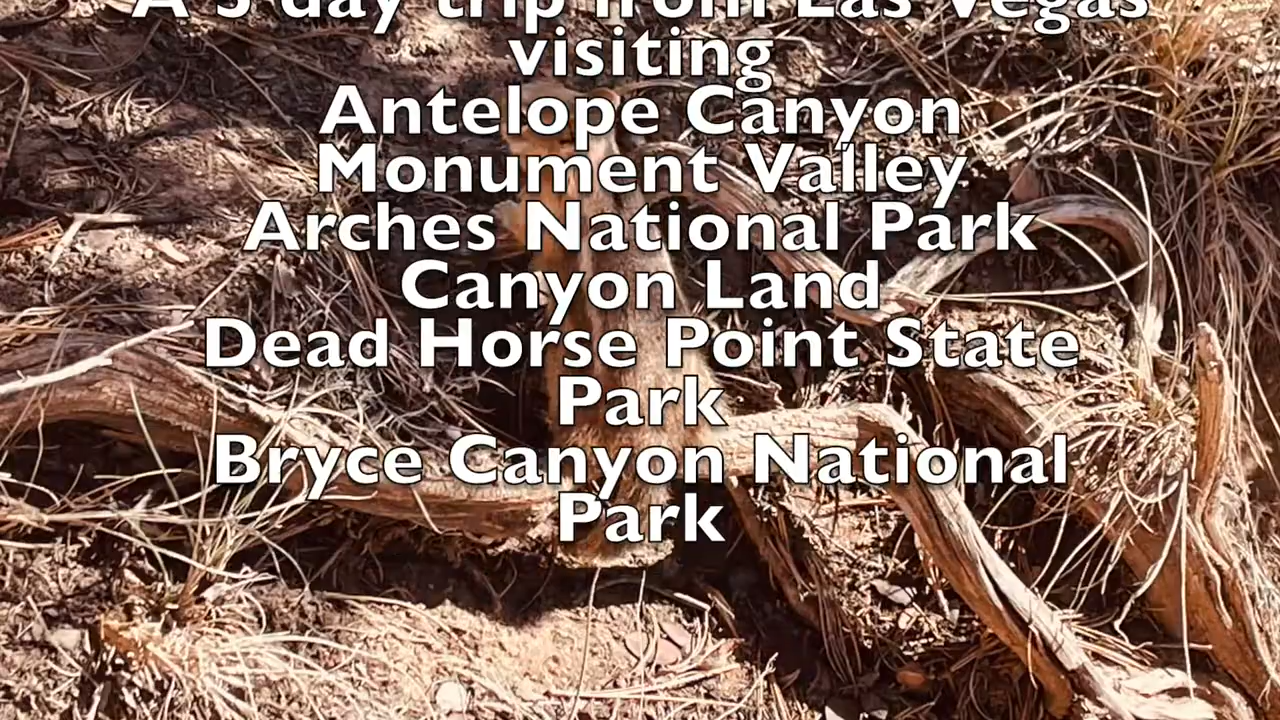 A day trip from Las Vegas
visiting
Antelope Canyon
Monument Valley
Arches National Park
Canyon Land
Dead Horse Point State
Park
Bryce Canyon National
Park